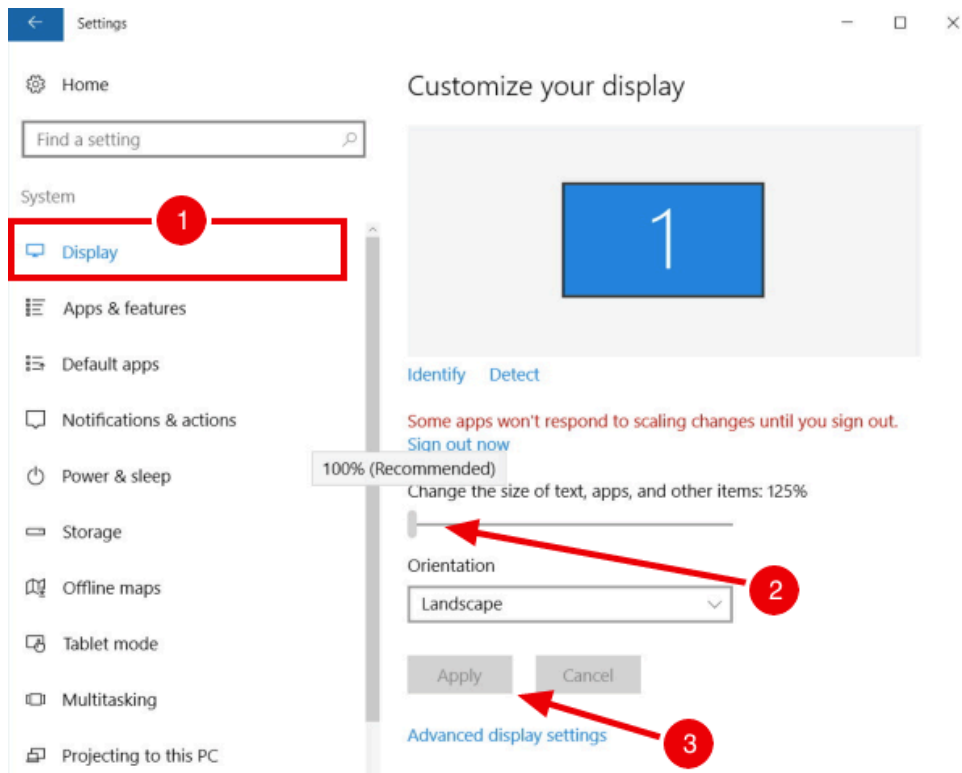 Settings
Home
Find a setting
System
1
Display
Apps & features
Default apps
Notifications & actions
Power & sleep
Storage
Offline maps
Tablet mode
Multitasking
Projecting to this PC
Customize your display
1
Identify Detect
Some apps won't respond to scaling changes until you sign out.
Sign out now
100% (Recommended)
Change the size of text, apps, and other items: 125%
2
Orientation
Landscape
Apply Cancel
3
Advanced display settings